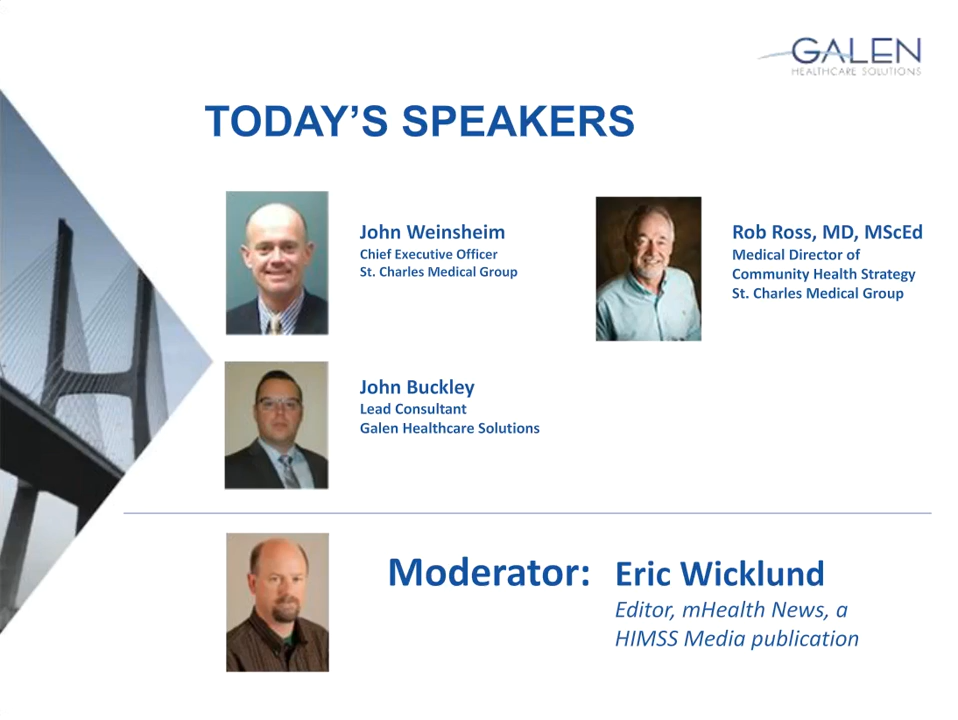 GALEN
HEALTHCARE SOLUTIONS
TODAY'S SPEAKERS
John Weinsheim
Chief Executive Officer
St. Charles Medical Group
Rob Ross, MD, MScEd
Medical Director of
Community Health Strategy
St. Charles Medical Group
John Buckley
Lead Consultant
Galen Healthcare Solutions
Moderator: Eric Wicklund
Editor, mHealth News, a
HIMSS Media publication